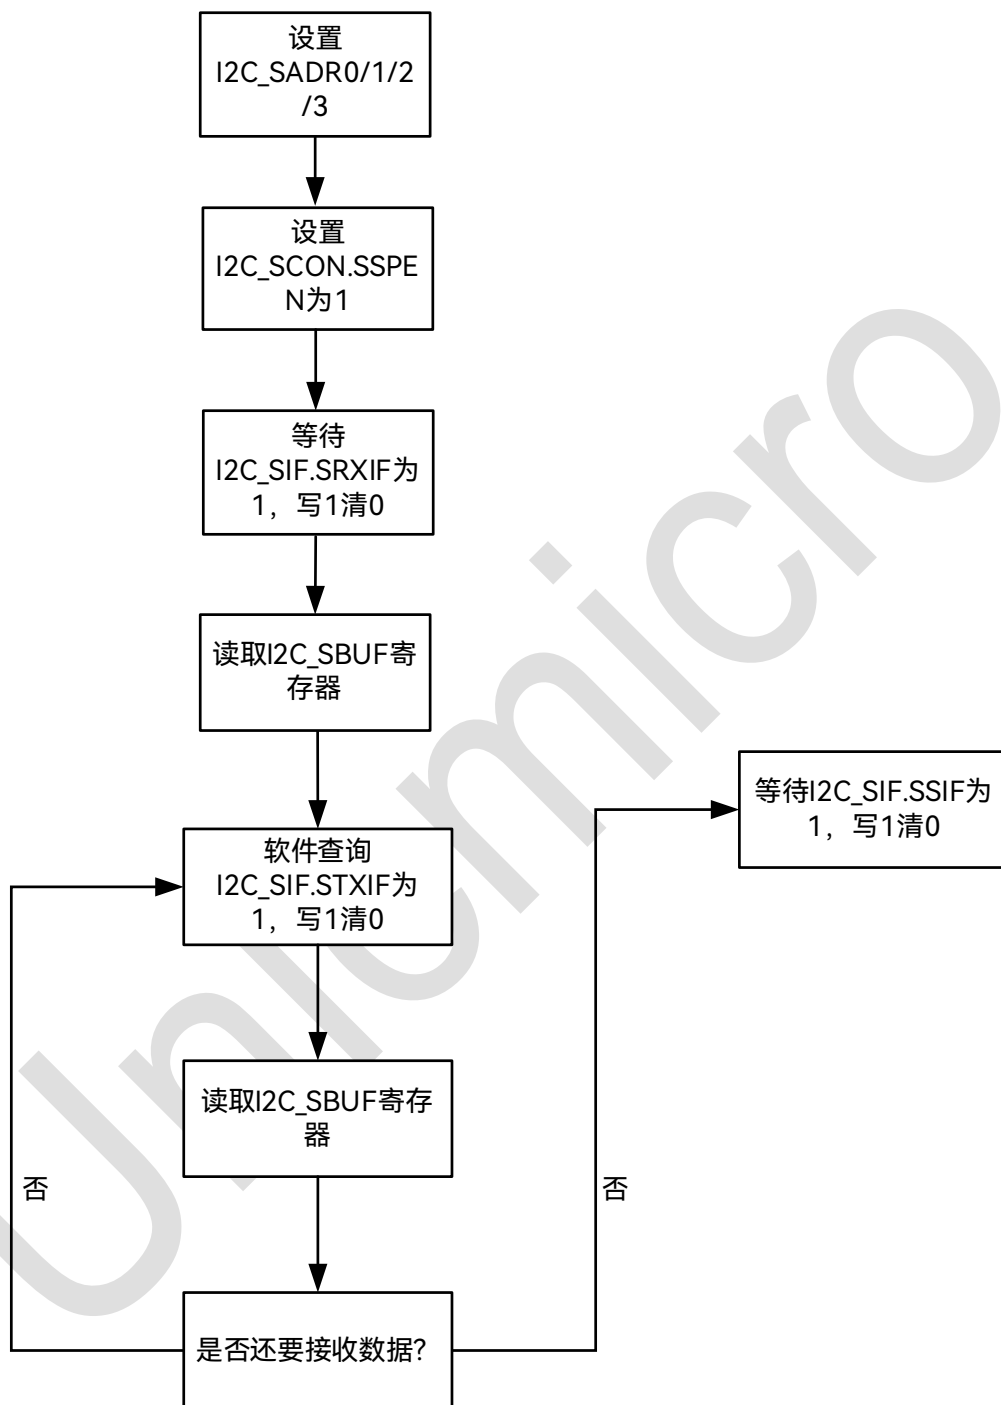 设置
I2C_SADR0/1/2
/3
设置
I2C_SCON.SSPE
N为1
等待
I2C_SIF.SRXIF为
1，写1清0
读取I2C_SBUF寄
存器
软件查询
I2C_SIF.STXIF为
1，写1清0
读取I2C_SBUF寄存
器
是否还要接收数据？
否
否
等待I2C_SIF.SSIF为
1，写1清0
Unicmicro